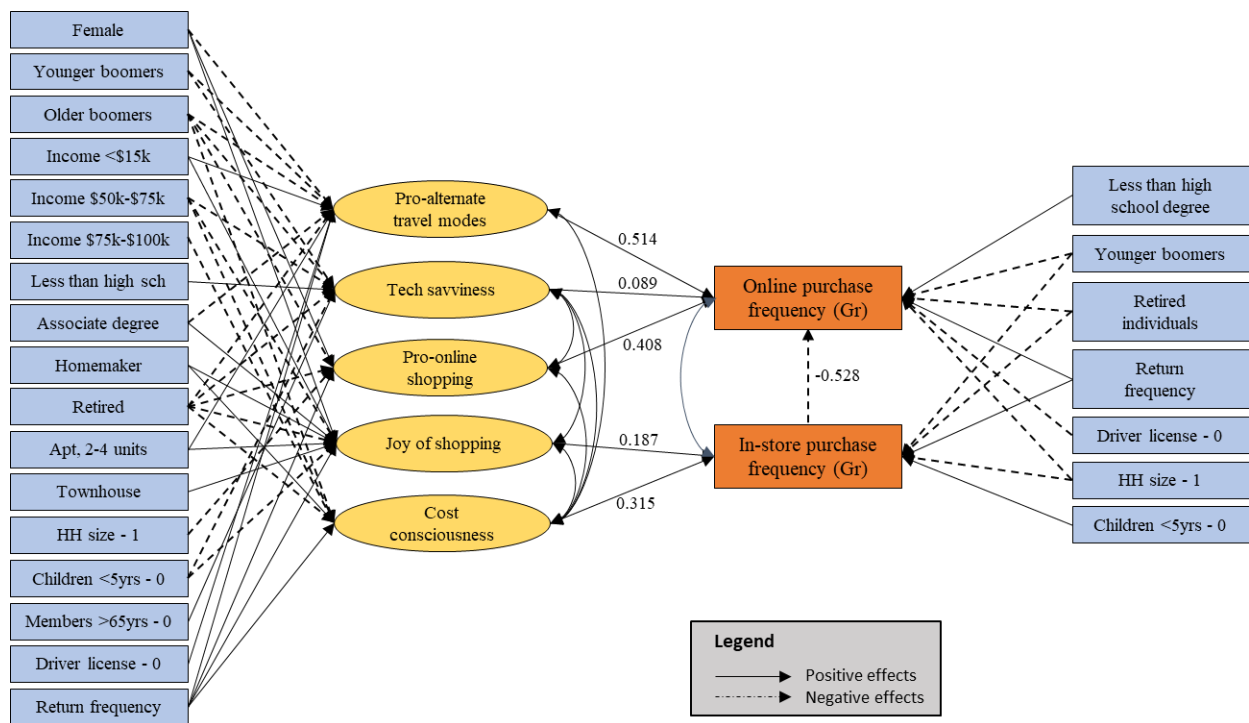 Female
Younger boomers
Older boomers
Income <$15k
Income $50k-$75k
Income $75k-$100k
Less than high sch
Associate degree
Homemaker
Retired
Apt, 2-4 units
Townhouse
HH size - 1
Children <5yrs - 0
Members >65yrs - 0
Driver license - 0
Return frequency
Pro-alternate
travel modes
Tech savviness
Pro-online
shopping
Joy of shopping
Cost
consciousness
0.514
0.089
0.408
0.187
0.315
Online purchase
frequency (Gr)
-0.528
In-store purchase
frequency (Gr)
Less than high
school degree
Younger boomers
Retired
individuals
Return
frequency
Driver license - 0
HH size - 1
Children <5yrs - 0
Legend
Positive effects
Negative effects